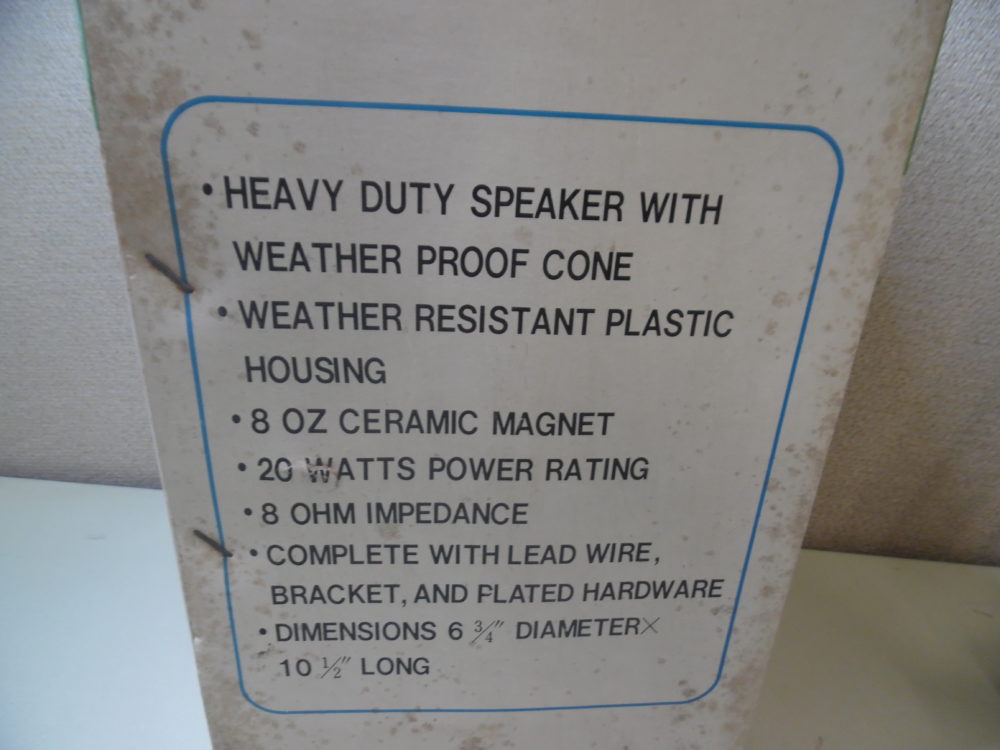 • HEAVY DUTY SPEAKER WITH
WEATHER PROOF CONE
• WEATHER RESISTANT PLASTIC
HOUSING
• 8 OZ CERAMIC MAGNET
• 20 WATTS POWER RATING
• 8 OHM IMPEDANCE
• COMPLETE WITH LEAD WIRE,
BRACKET, AND PLATED HARDWARE
• DIMENSIONS 6 3/4" DIAMETER×
10 1/2" LONG